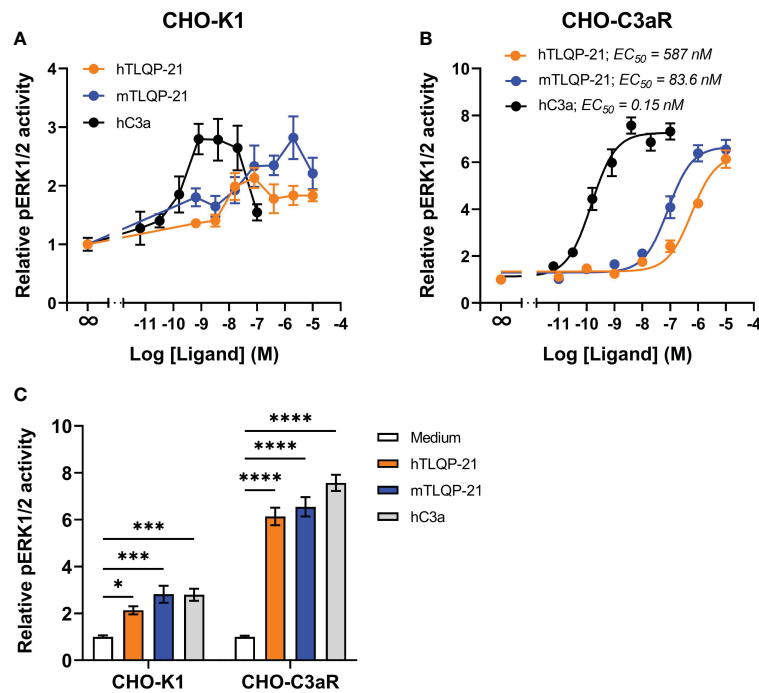 CHO-K1
CHO-C3aR
A
B
hTLQP-21
mTLQP-21
hC3a
hTLQP-21; EC50 = 587 nM
mTLQP-21; EC50 = 83.6 nM
hC3a; EC50 = 0.15 nM
Relative pERK1/2 activity
4
3
2
1
0
∞
-11 -10 -9 -8 -7 -6 -5 -4
Log [Ligand] (M)
Relative pERK1/2 activity
10
8
6
4
2
0
∞
-11 -10 -9 -8 -7 -6 -5 -4
Log [Ligand] (M)
C
Relative pERK1/2 activity
10
8
6
4
2
0
***
***
*
****
****
****
CHO-K1
CHO-C3aR
Medium
hTLQP-21
mTLQP-21
hC3a